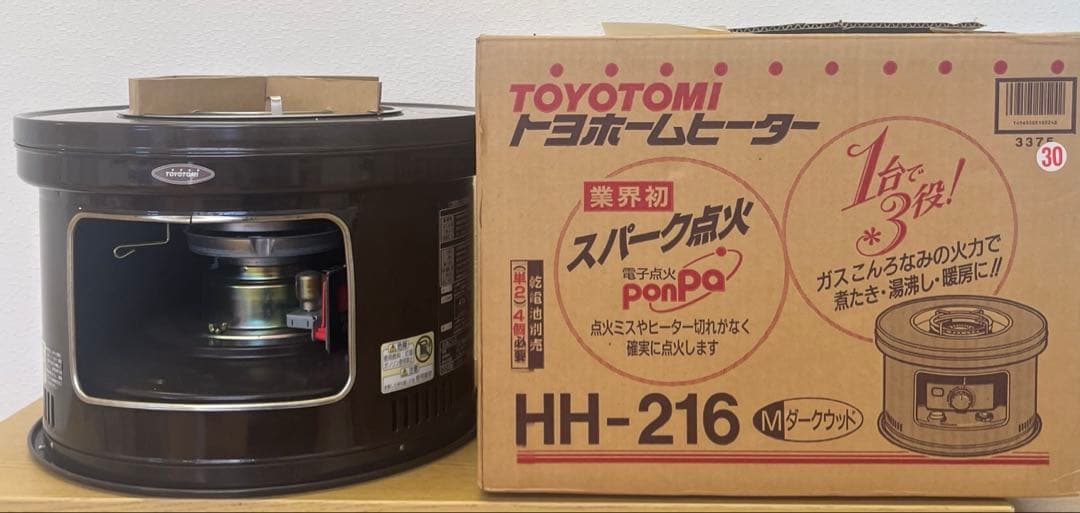 TOYOTOMI
TOYOTOMI
トヨホームヒーター
3375
30
業界初
スパーク点火
電子点火
PonPa
点火ミスやヒーター切れがなく
確実に点火します
1台で
*3役!
ガスこんろなみの火力で
煮たき・湯沸し・暖房に!!
乾電池別売
(単2)4個必要
HH-216
Mダークウッド